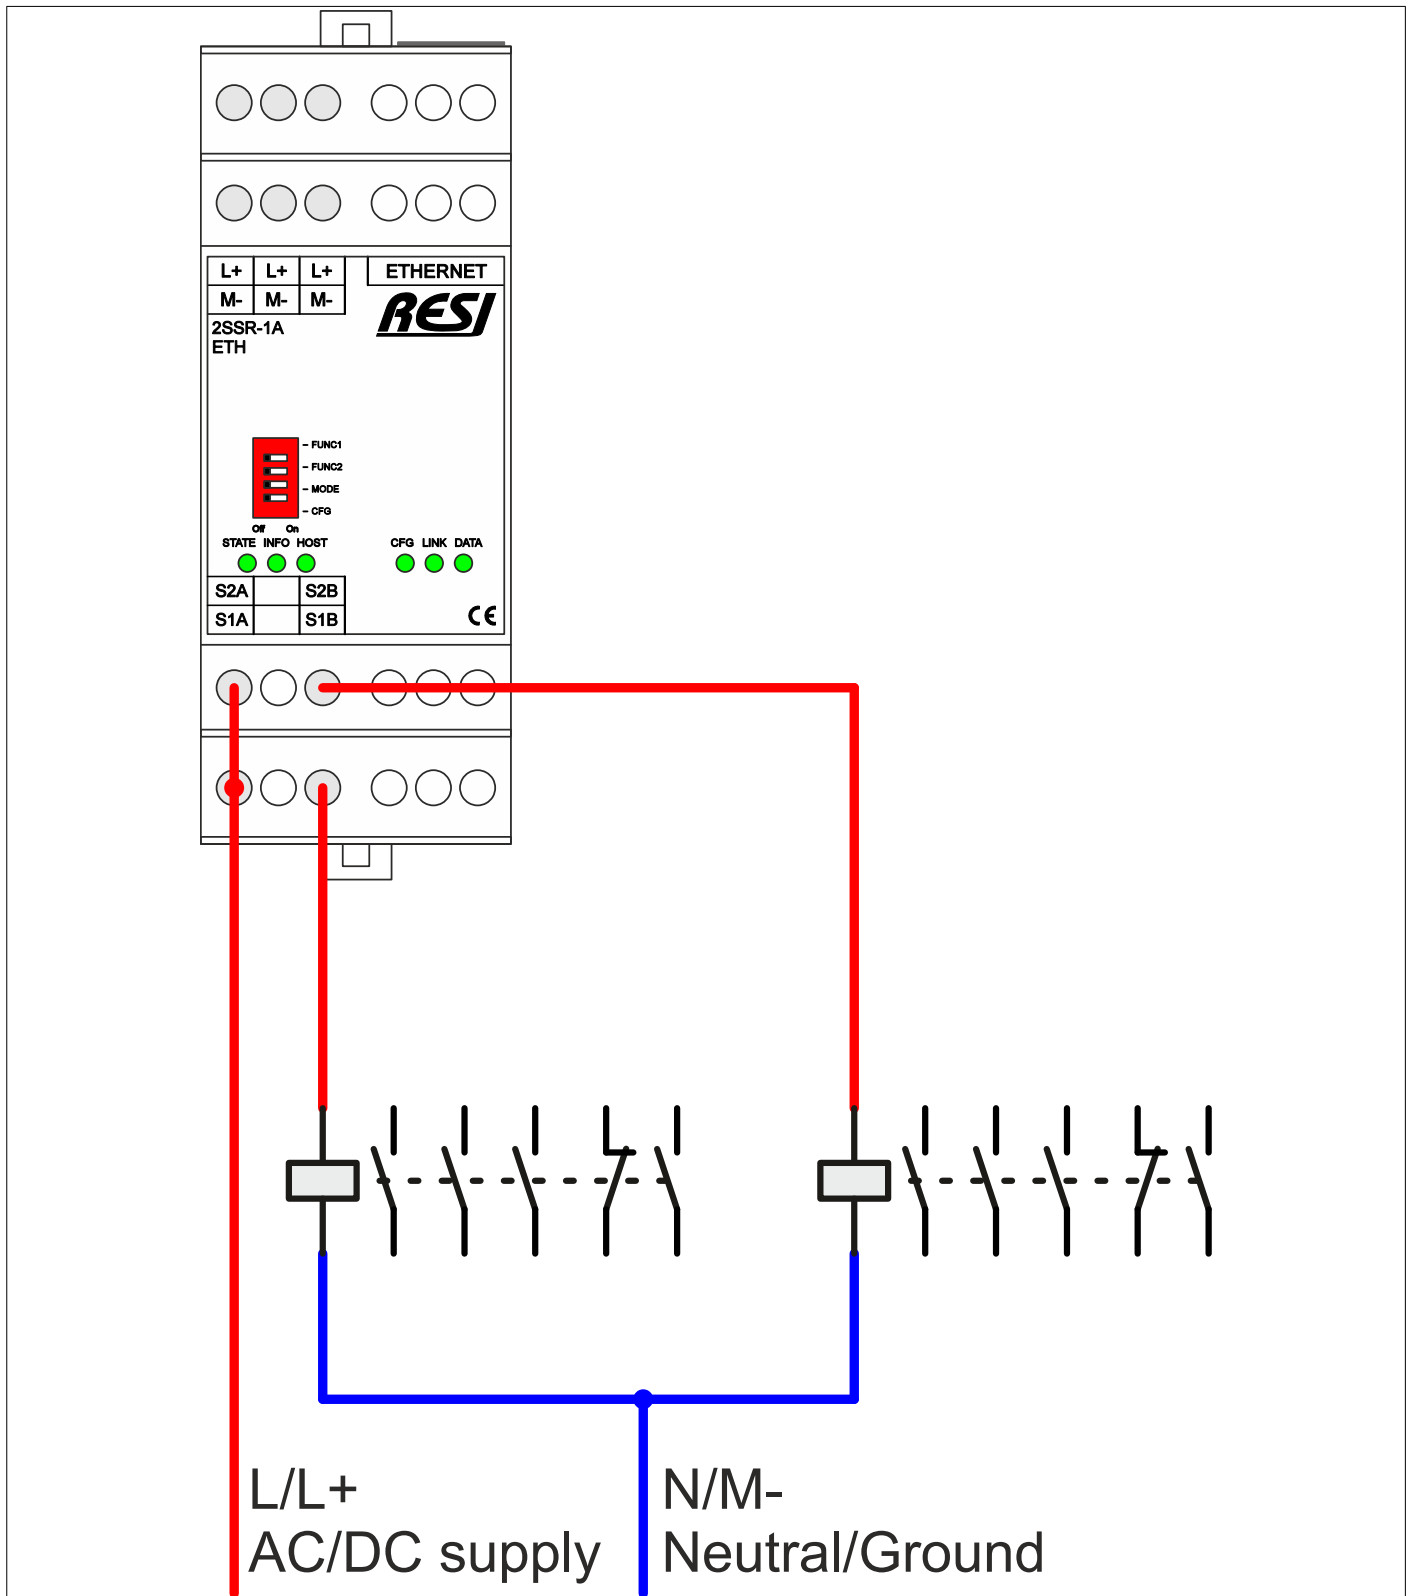 L+ L+ L+ ETHERNET
M- M- M-
RESI
2SSR-1A
ETH
FUNC1
FUNC2
MODE
CFG
Off On
STATE INFO HOST CFG LINK DATA
S2A S2B
S1A S1B
CE
L/L+
AC/DC supply
N/M-
Neutral/Ground